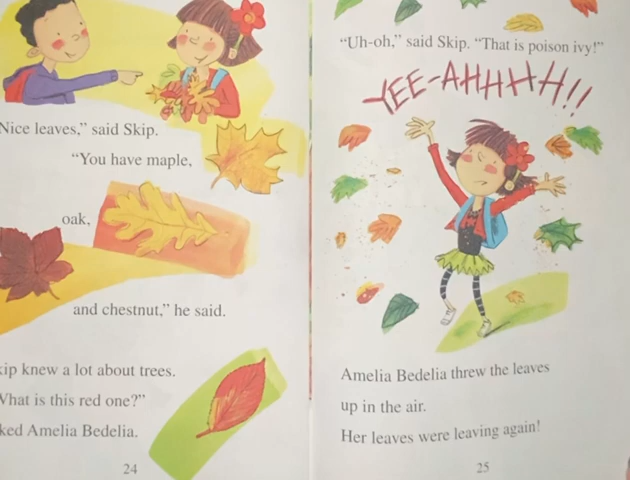 Nice leaves,” said Skip.
“You have maple,
oak,
and chestnut,” he said.
kip knew a lot about trees.
What is this red one?”
ked Amelia Bedelia.
24
“Uh-oh,” said Skip. “That is poison ivy!”
YEE-AHHHH!!
Amelia Bedelia threw the leaves
up in the air.
Her leaves were leaving again!
25